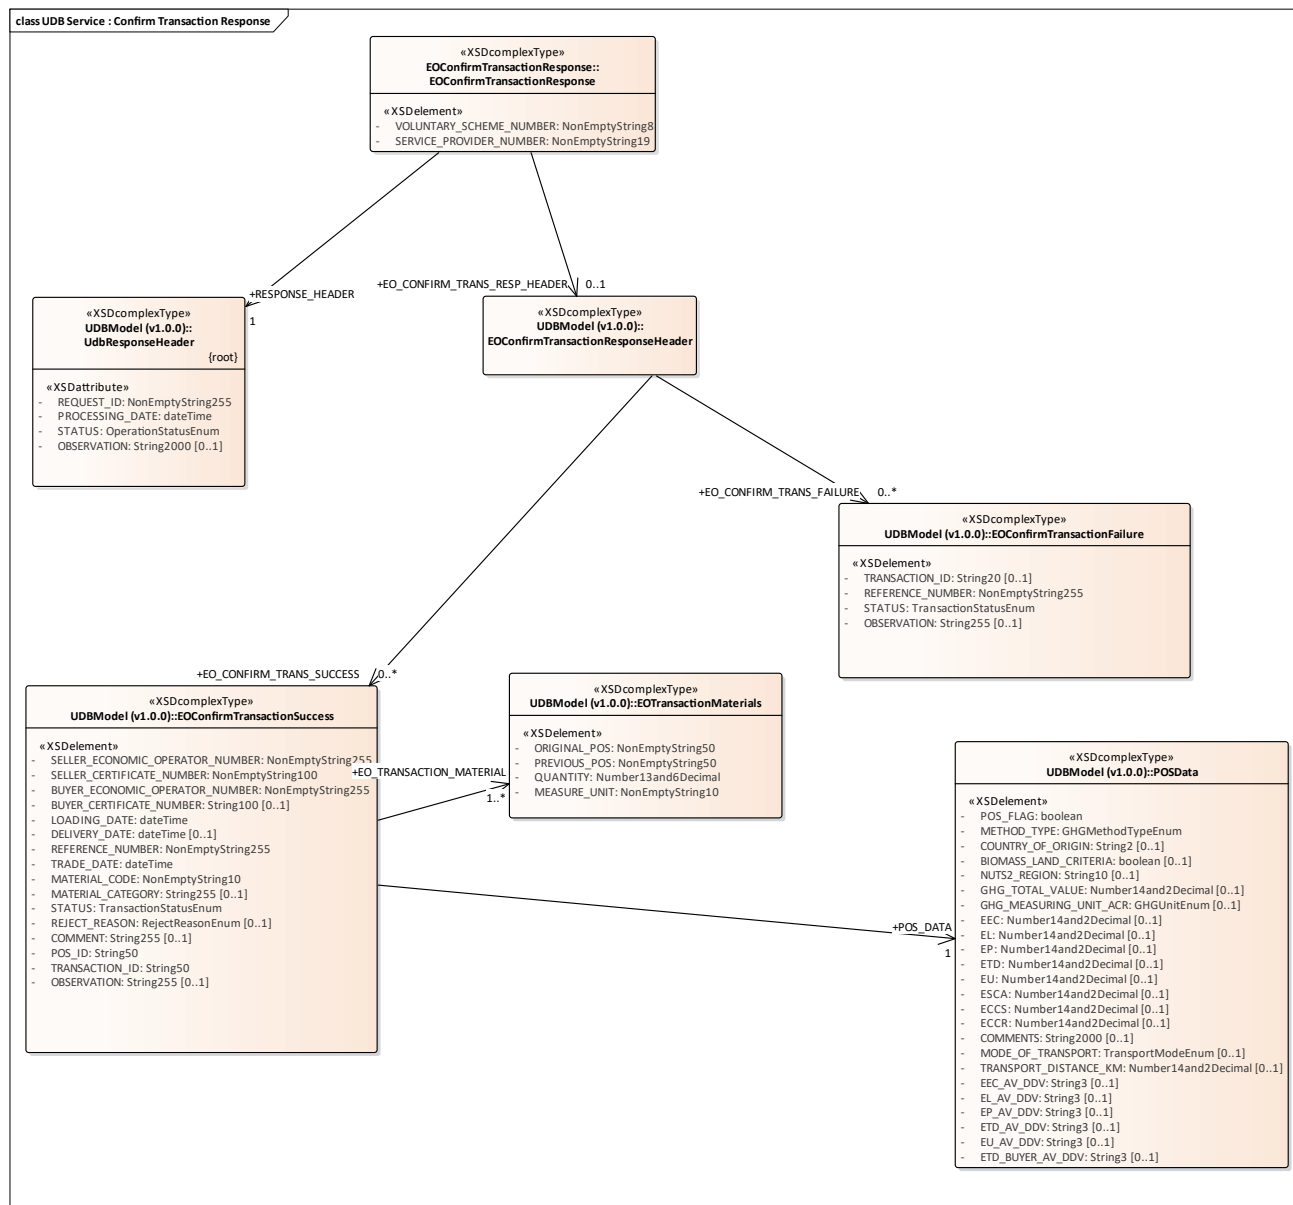 class UDB Service : Confirm Transaction Response
«XSDcomplexType»
EOConfirmTransactionResponse::
EOConfirmTransactionResponse
«XSDelement»
- VOLUNTARY_SCHEME_NUMBER: NonEmptyString8
- SERVICE_PROVIDER_NUMBER: NonEmptyString19
+RESPONSE_HEADER
1
+EO_CONFIRM_TRANS_RESP_HEADER
0..1
«XSDcomplexType»
UDBModel (v1.0.0)::
UdbResponseHeader
{root}
«XSDattribute»
- REQUEST_ID: NonEmptyString255
- PROCESSING_DATE: dateTime
- STATUS: OperationStatusEnum
- OBSERVATION: String2000 [0..1]
«XSDcomplexType»
UDBModel (v1.0.0)::
EOConfirmTransactionResponseHeader
+EO_CONFIRM_TRANS_FAILURE
0..*
«XSDcomplexType»
UDBModel (v1.0.0)::EOConfirmTransactionFailure
«XSDelement»
- TRANSACTION_ID: String20 [0..1]
- REFERENCE_NUMBER: NonEmptyString255
- STATUS: TransactionStatusEnum
- OBSERVATION: String255 [0..1]
+EO_CONFIRM_TRANS_SUCCESS
0..*
«XSDcomplexType»
UDBModel (v1.0.0)::EOConfirmTransactionSuccess
«XSDelement»
- SELLER_ECONOMIC_OPERATOR_NUMBER: NonEmptyString255
- SELLER_CERTIFICATE_NUMBER: NonEmptyString100
- BUYER_ECONOMIC_OPERATOR_NUMBER: NonEmptyString255
- BUYER_CERTIFICATE_NUMBER: String100 [0..1]
- LOADING_DATE: dateTime
- DELIVERY_DATE: dateTime [0..1]
- REFERENCE_NUMBER: NonEmptyString255
- TRADE_DATE: dateTime
- MATERIAL_CODE: NonEmptyString10
- MATERIAL_CATEGORY: String255 [0..1]
- STATUS: TransactionStatusEnum
- REJECT_REASON: RejectReasonEnum [0..1]
- COMMENT: String255 [0..1]
- POS_ID: String50
- TRANSACTION_ID: String50
- OBSERVATION: String255 [0..1]
+EO_TRANSACTION_MATERIAL
1..*
«XSDcomplexType»
UDBModel (v1.0.0)::EOTransactionMaterials
«XSDelement»
- ORIGINAL_POS: NonEmptyString50
- PREVIOUS_POS: NonEmptyString50
- QUANTITY: Number13and6Decimal
- MEASURE_UNIT: NonEmptyString10
+POS_DATA
1
«XSDcomplexType»
UDBModel (v1.0.0)::POSData
«XSDelement»
- POS_FLAG: boolean
- METHOD_TYPE: GHGMethodTypeEnum
- COUNTRY_OF_ORIGIN: String2 [0..1]
- BIOMASS_LAND_CRITERIA: boolean [0..1]
- NUTS2_REGION: String10 [0..1]
- GHG_TOTAL_VALUE: Number14and2Decimal [0..1]
- GHG_MEASURING_UNIT_ACR: GHGUnitEnum [0..1]
- EEC: Number14and2Decimal [0..1]
- EL: Number14and2Decimal [0..1]
- EP: Number14and2Decimal [0..1]
- ETD: Number14and2Decimal [0..1]
- EU: Number14and2Decimal [0..1]
- ESCA: Number14and2Decimal [0..1]
- ECCS: Number14and2Decimal [0..1]
- ECCR: Number14and2Decimal [0..1]
- COMMENTS: String2000 [0..1]
- MODE_OF_TRANSPORT: TransportModeEnum [0..1]
- TRANSPORT_DISTANCE_KM: Number14and2Decimal [0..1]
- EEC_AV_DDV: String3 [0..1]
- EL_AV_DDV: String3 [0..1]
- EP_AV_DDV: String3 [0..1]
- ETD_AV_DDV: String3 [0..1]
- EU_AV_DDV: String3 [0..1]
- ETD_BUYER_AV_DDV: String3 [0..1]